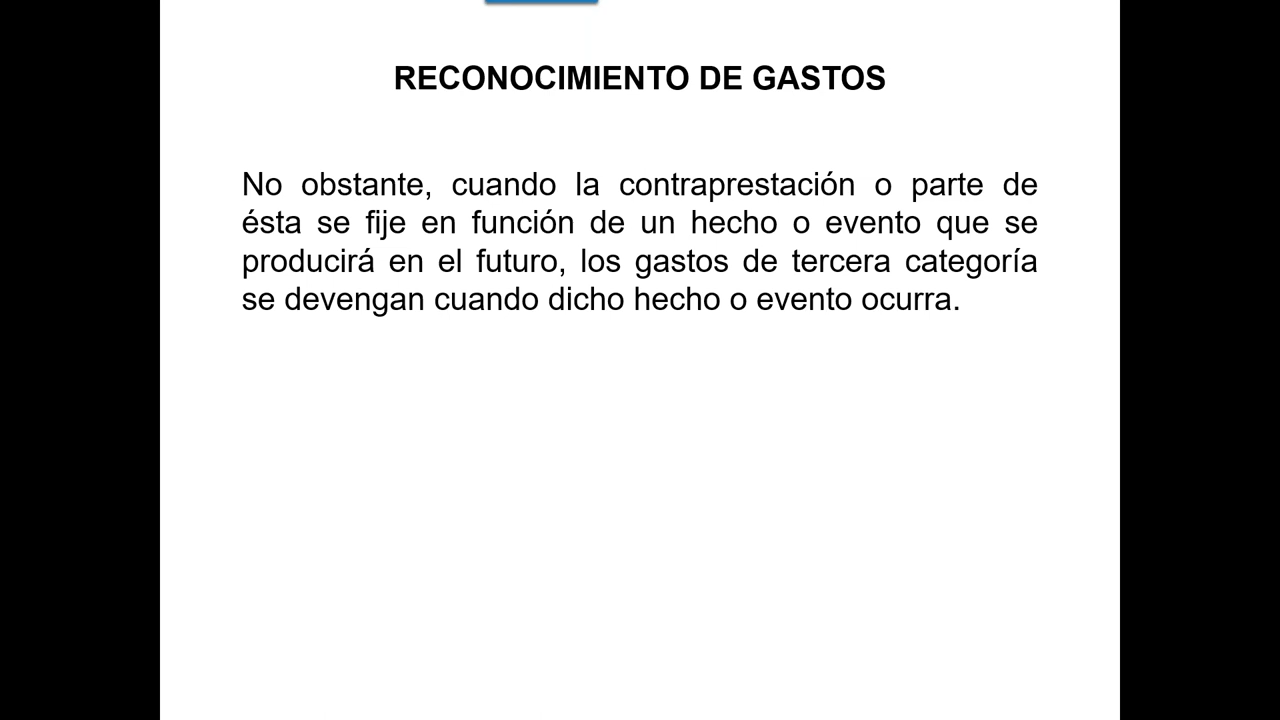 RECONOCIMIENTO DE GASTOS
No obstante, cuando la contraprestación o parte de
ésta se fije en función de un hecho o evento que se
producirá en el futuro, los gastos de tercera categoría
se devengan cuando dicho hecho o evento ocurra.